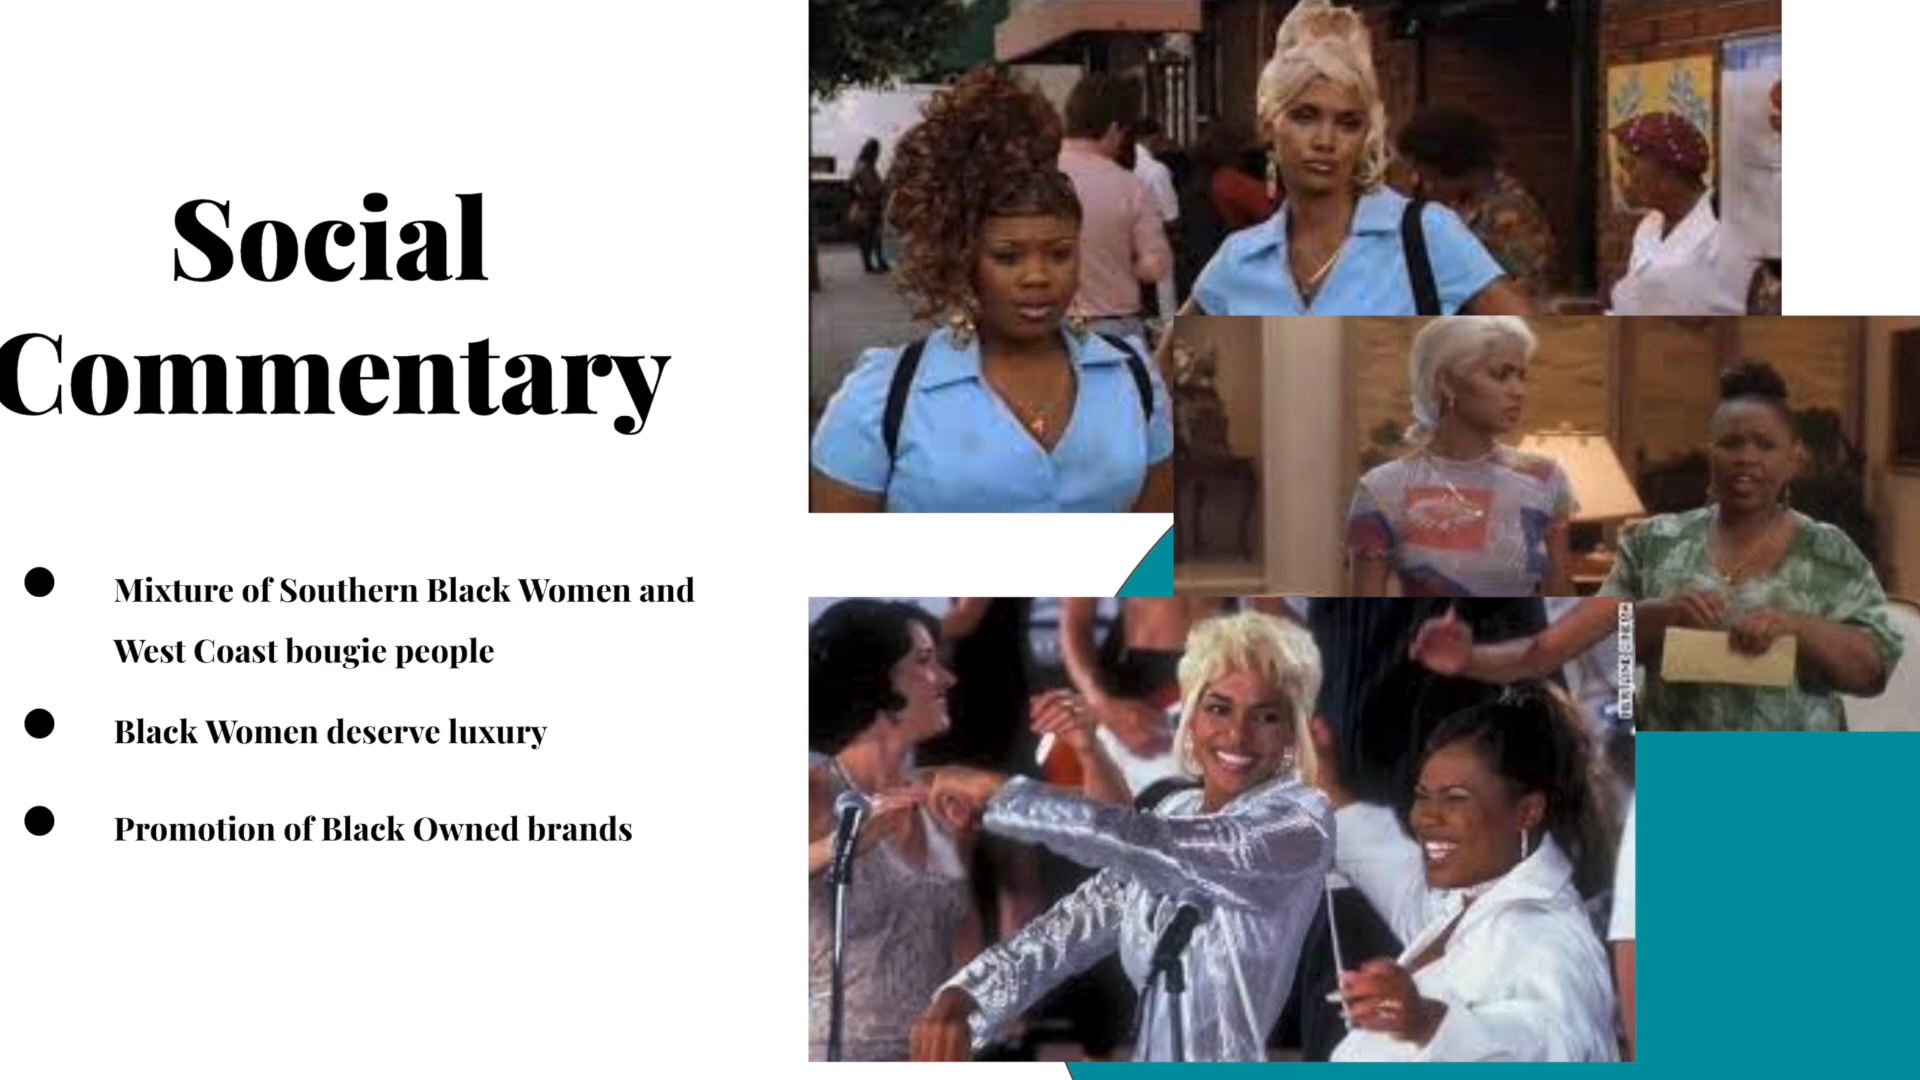 Social
Commentary
Mixture of Southern Black Women and
West Coast bougie people
Black Women deserve luxury
Promotion of Black Owned brands